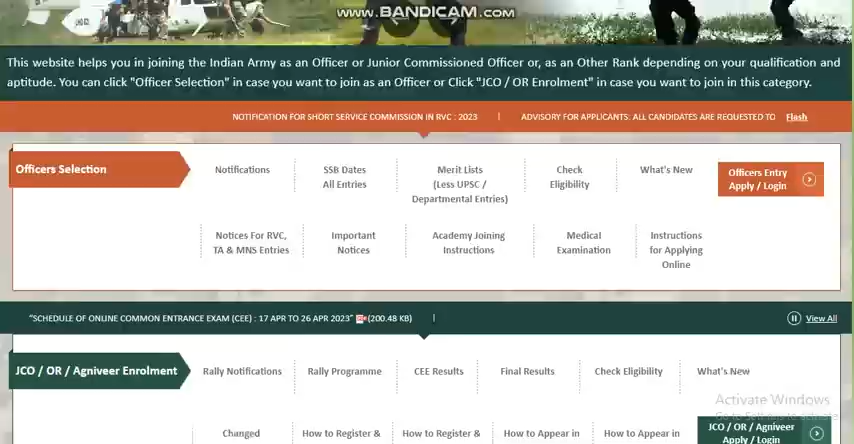 www.BANDICAM.com
This website helps you in joining the Indian Army as an Officer or Junior Commissioned Officer or, as an Other Rank depending on your qualification and
aptitude. You can click "Officer Selection" in case you want to join as an Officer or Click "JCO / OR Enrolment" in case you want to join in this category.
NOTIFICATION FOR SHORT SERVICE COMMISSION IN RVC : 2023 | ADVISORY FOR APPLICANTS: ALL CANDIDATES ARE REQUESTED TO Flash
Officers Selection
Notifications
SSB Dates
All Entries
Merit Lists
(Less UPSC /
Departmental Entries)
Check
Eligibility
What's New
Officers Entry
Apply / Login
Notices For RVC,
TA & MNS Entries
Important
Notices
Academy Joining
Instructions
Medical
Examination
Instructions
for Applying
Online
"SCHEDULE OF ONLINE COMMON ENTRANCE EXAM (CEE) : 17 APR TO 26 APR 2023" (200.48 KB) | View All
JCO / OR / Agniveer Enrolment
Rally Notifications
Rally Programme
CEE Results
Final Results
Check Eligibility
What's New
Activate Windows
Changed
How to Register &
How to Register &
How to Appear in
How to Appear in
JCO / OR / Agniveer
Apply / Login